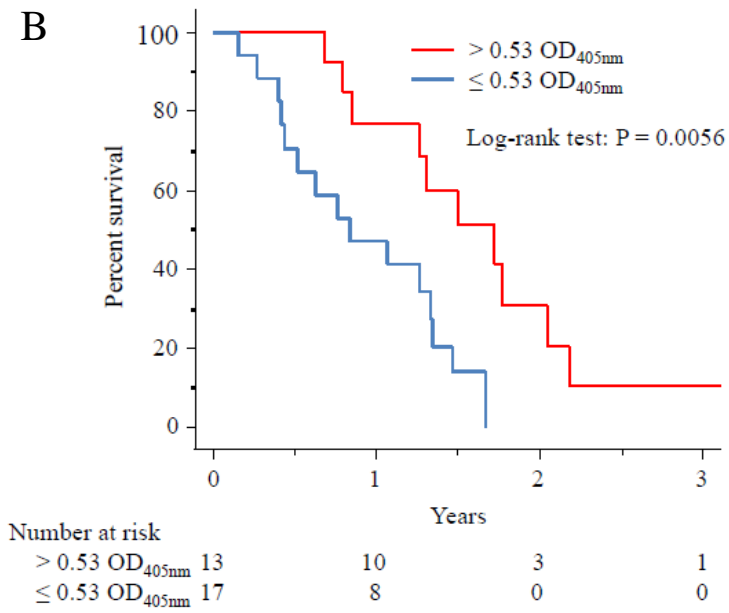 B
> 0.53 OD405nm
≤ 0.53 OD405nm
Log-rank test: P = 0.0056
Percent survival
100
80
60
40
20
0
0 1 2 3
Years
Number at risk
> 0.53 OD405nm 13 10 3 1
≤ 0.53 OD405nm 17 8 0 0